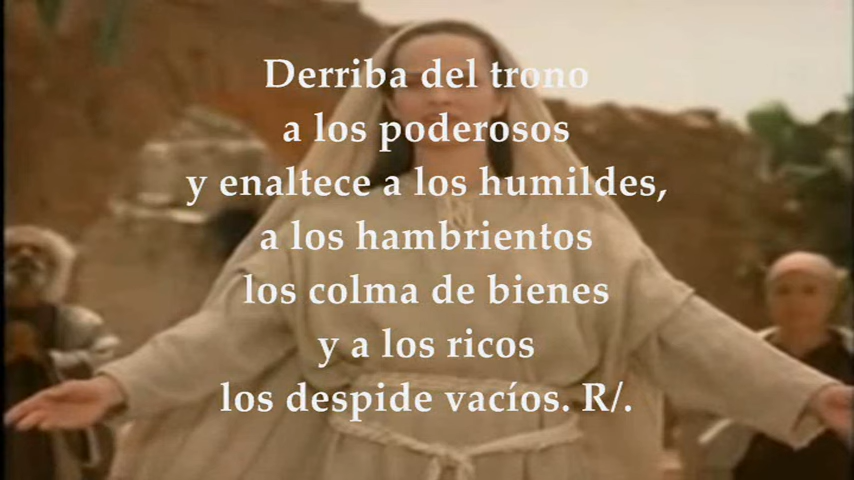 Derriba del trono
a los poderosos
y enaltece a los humildes,
a los hambrientos
los colma de bienes
y a los ricos
los despide vacíos. R/.